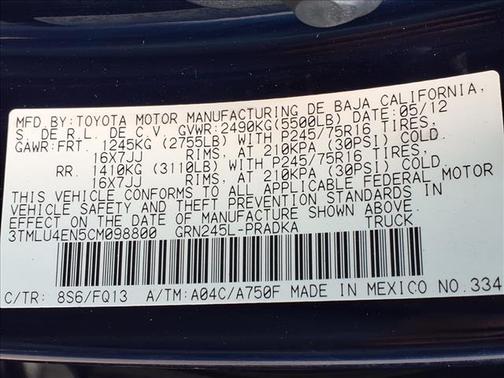 MFD.BY:TOYOTA MOTOR MANUFACTURING DE BAJA CALIFORNIA,
S. DE R.L. DE C.V. GVWR:2490KG(5500LB) DATE:05/12
GAWR:FRT. 1245KG (2755LB) WITH P245/75R16 TIRES,
16X7JJ RIMS, AT 210KPA (30PSI) COLD.
RR. 1410KG (3110LB) WITH P245/75R16 TIRES,
16X7JJ RIMS, AT 210KPA (30PSI) COLD.
THIS VEHICLE CONFORMS TO ALL APPLICABLE FEDERAL MOTOR
VEHICLE SAFETY AND THEFT PREVENTION STANDARDS IN
EFFECT ON THE DATE OF MANUFACTURE SHOWN ABOVE.
3TMLU4EN5CM098800 GRN245L-PRADKA TRUCK
C/TR: 8S6/FQ13 A/TM:A04C/A750F MADE IN MEXICO NO.334